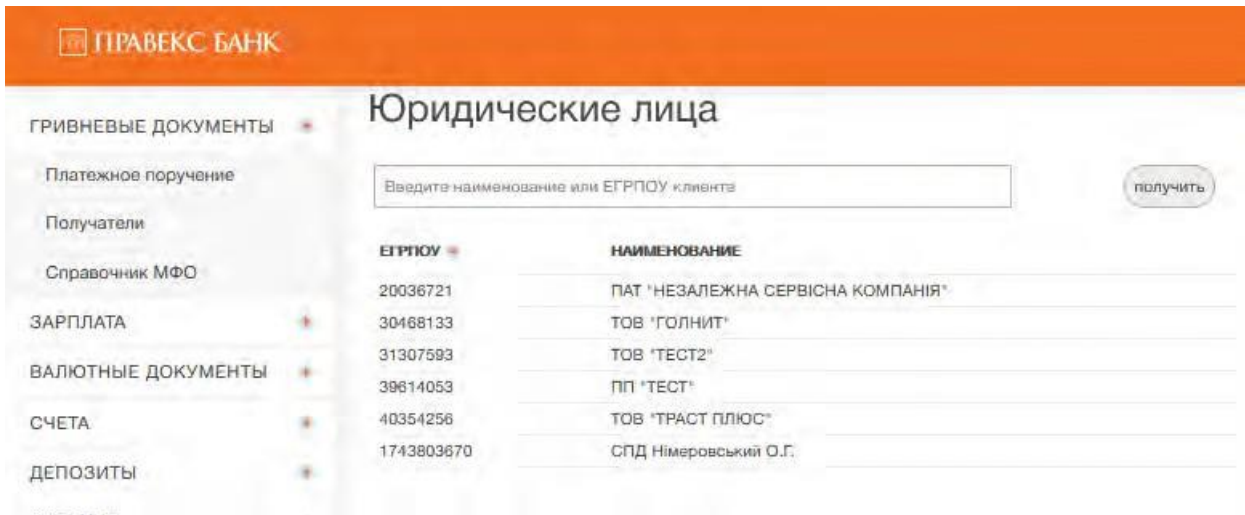 ПРАВЕКС БАНК
ГРИВНЕВЫЕ ДОКУМЕНТЫ
Платежное поручение
Получатели
Справочник МФО
ЗАРПЛАТА
ВАЛЮТНЫЕ ДОКУМЕНТЫ
СЧЕТА
ДЕПОЗИТЫ
Юридические лица
Введите наименование или ЕГРПОУ клиента
получить
ЕГРПОУ НАИМЕНОВАНИЕ
20036721 ПАТ "НЕЗАЛЕЖНА СЕРВІСНА КОМПАНІЯ"
30468133 ТОВ "ГОЛНИТ"
31307593 ТОВ "ТЕСТ2"
39614053 ПП "ТЕСТ"
40354256 ТОВ "ТРАСТ ПЛЮС"
1743803670 СПД Німеровський О.Г.